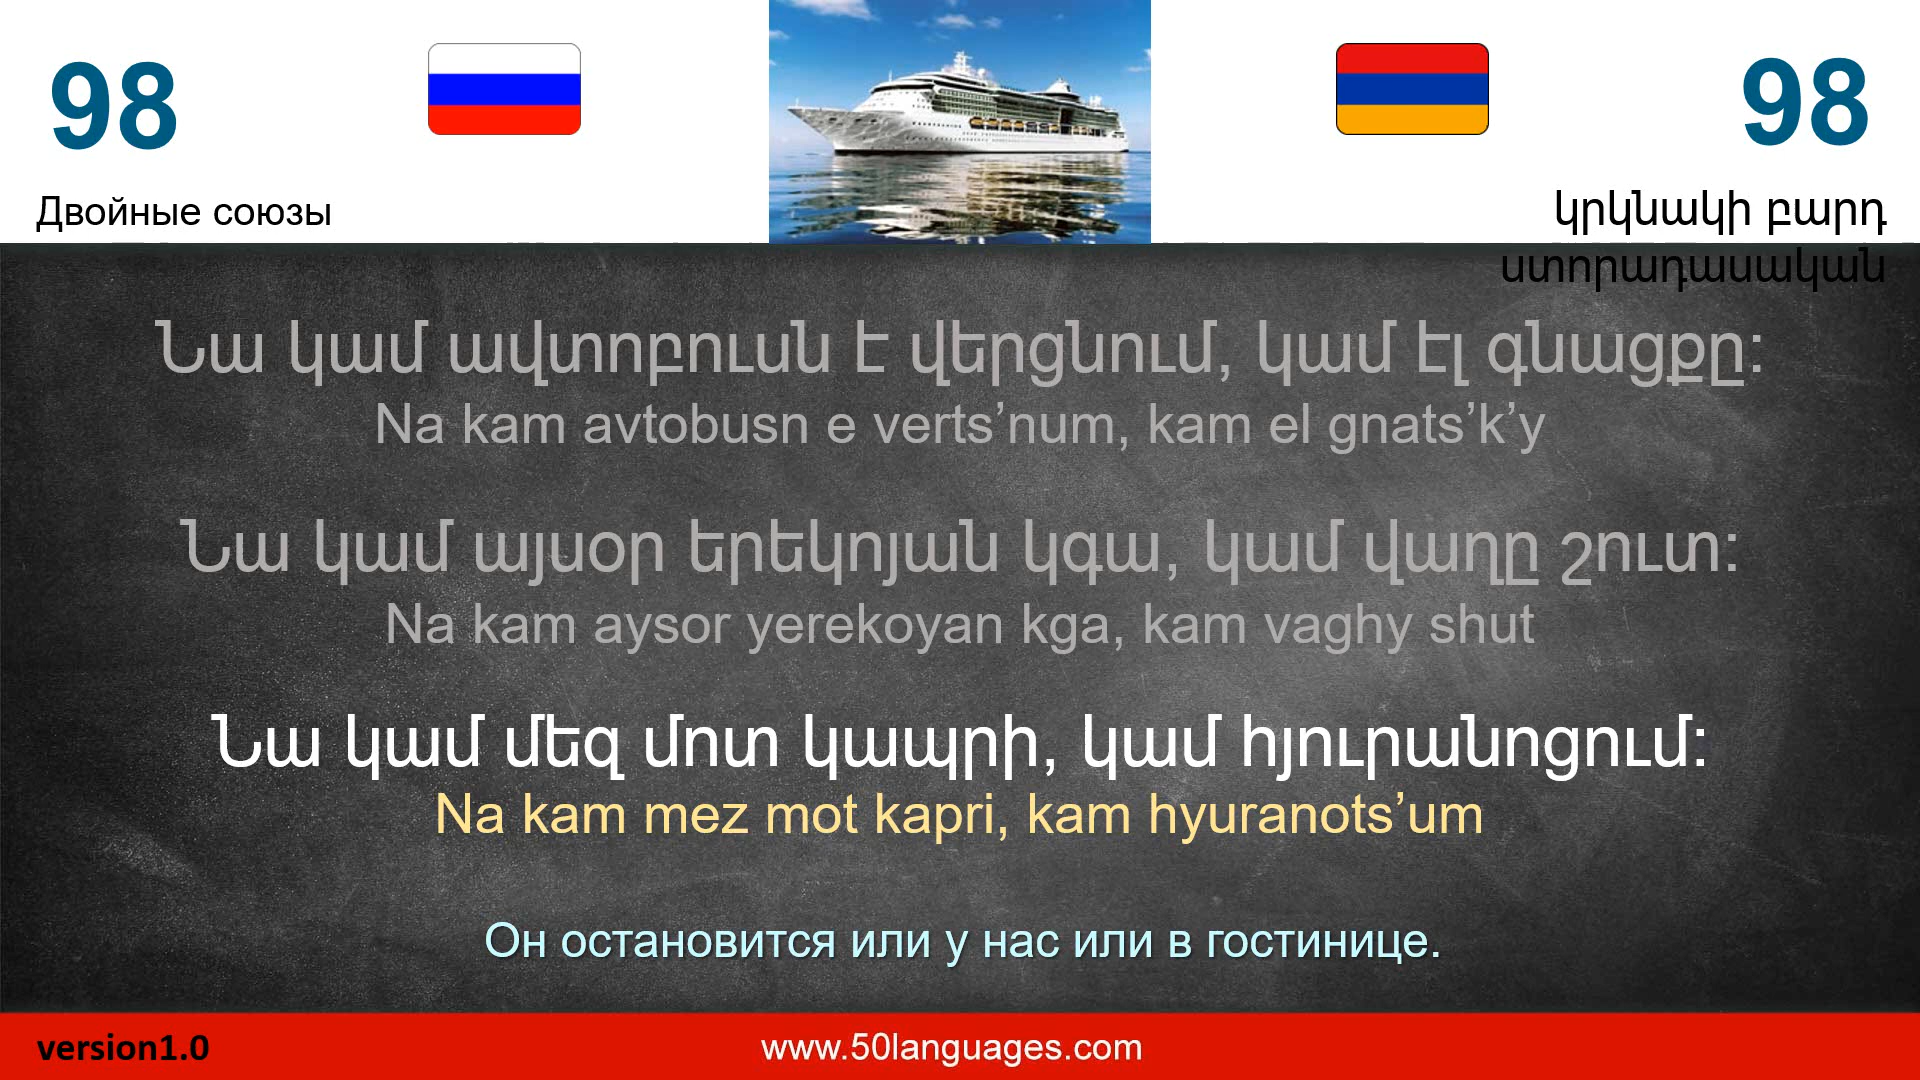 98
98
Двойные союзы
կրկնակի բարդ
ստորադասական
Նա կամ ավտոբուսն է վերցնում, կամ էլ գնացքը:
Na kam avtobusn e verts’num, kam el gnats’k’y
Նա կամ այսօր երեկոյան կգա, կամ վաղը շուտ:
Na kam aysor yerekoyan kga, kam vaghy shut
Նա կամ մեզ մոտ կապրի, կամ հյուրանոցում:
Na kam mez mot kapri, kam hyuranots’um
Он остановится или у нас или в гостинице.
version1.0
www.50languages.com